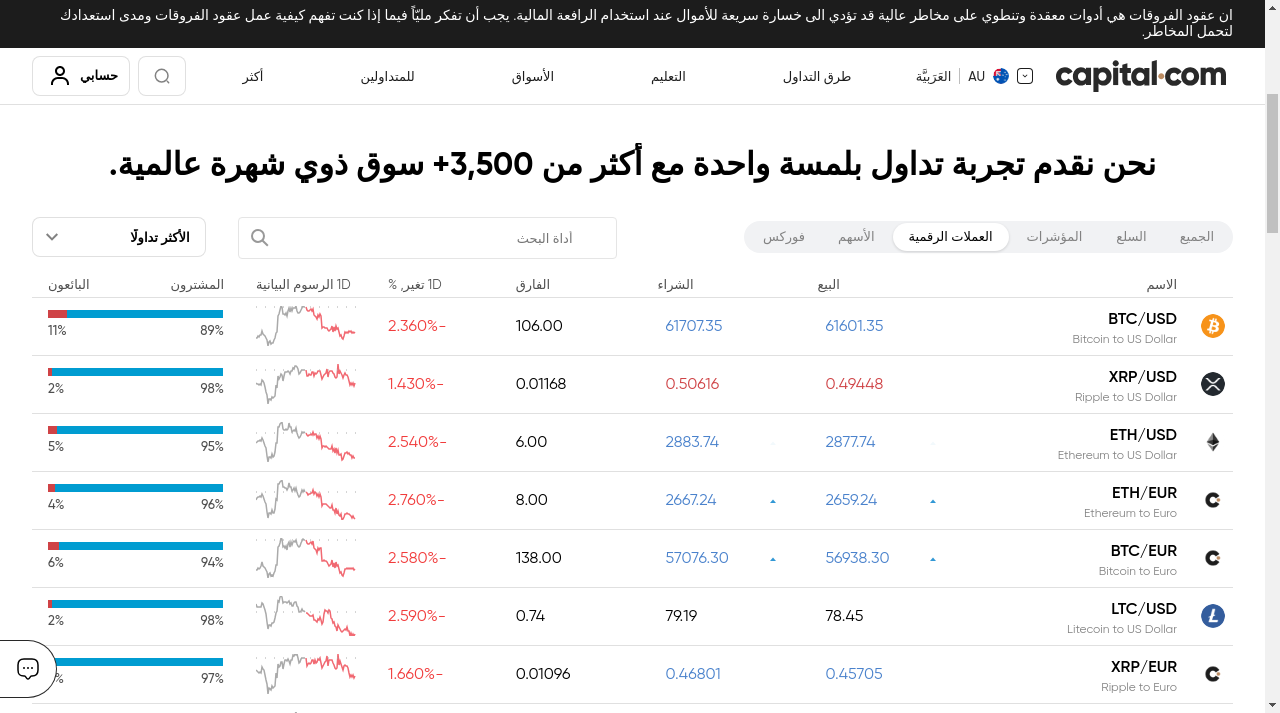 ان عقود الفروقات هي أدوات معقدة وتنطوي على مخاطر عالية قد تؤدي الى خسارة سريعة للأموال عند استخدام الرافعة المالية. يجب أن تفكر مليّاً فيما إذا كنت تفهم كيفية عمل عقود الفروقات ومدى استعدادك
لتحمل المخاطر.
capital.com
AU العَرَبيَّة
طرق التداول
التعليم
الأسواق
للمتداولين
أكثر
حسابي
نحن نقدم تجربة تداول بلمسة واحدة مع أكثر من 3,500+ سوق ذوي شهرة عالمية.
الجميع السلع المؤشرات العملات الرقمية الأسهم فوركس
أداة البحث
الأكثر تداولًا
الاسم البيع الشراء الفارق 1D تغير, % 1D الرسوم البيانية المشترون البائعون
BTC/USD 61601.35 61707.35 106.00 -2.360% 89% 11%
Bitcoin to US Dollar
XRP/USD 0.49448 0.50616 0.01168 -1.430% 98% 2%
Ripple to US Dollar
ETH/USD 2877.74 2883.74 6.00 -2.540% 95% 5%
Ethereum to US Dollar
ETH/EUR 2659.24 2667.24 8.00 -2.760% 96% 4%
Ethereum to Euro
BTC/EUR 56938.30 57076.30 138.00 -2.580% 94% 6%
Bitcoin to Euro
LTC/USD 78.45 79.19 0.74 -2.590% 98% 2%
Litecoin to US Dollar
XRP/EUR 0.45705 0.46801 0.01096 -1.660% 97%
Ripple to Euro